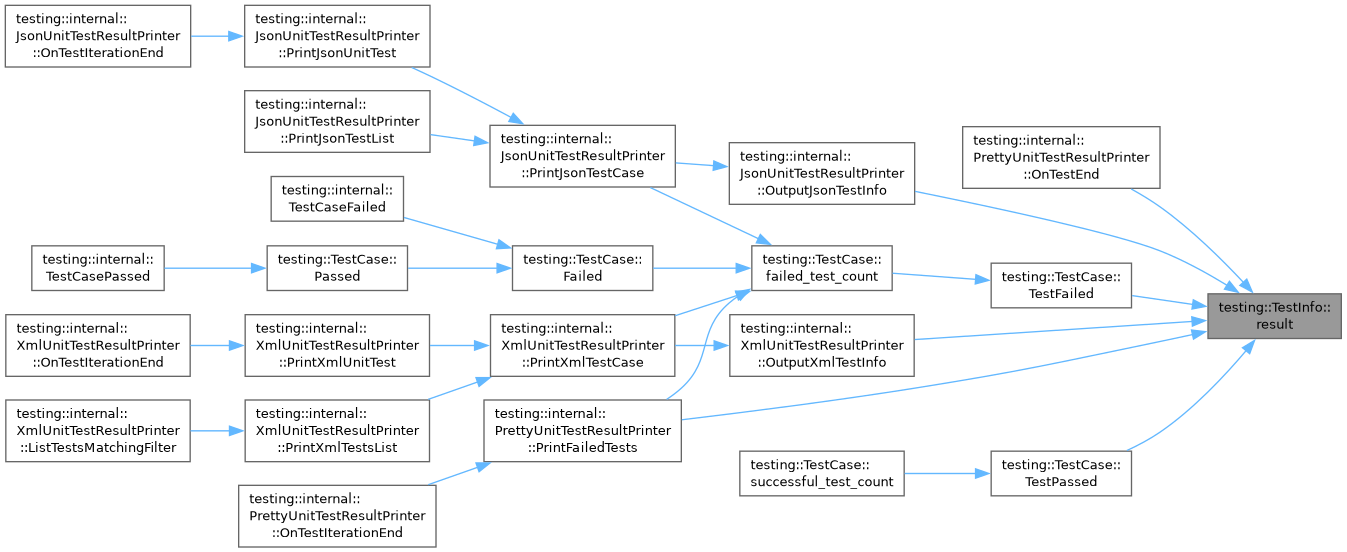 testing::internal::
JsonUnitTestResultPrinter
::OnTestIterationEnd
testing::internal::
JsonUnitTestResultPrinter
::PrintJsonUnitTest
testing::internal::
JsonUnitTestResultPrinter
::PrintJsonTestList
testing::internal::
JsonUnitTestResultPrinter
::PrintJsonTestCase
testing::internal::
JsonUnitTestResultPrinter
::OutputJsonTestInfo
testing::internal::
PrettyUnitTestResultPrinter
::OnTestEnd
testing::internal::
TestCaseFailed
testing::internal::
TestCasePassed
testing::TestCase::
Passed
testing::TestCase::
Failed
testing::TestCase::
failed_test_count
testing::TestCase::
TestFailed
testing::TestInfo::
result
testing::internal::
XmlUnitTestResultPrinter
::OnTestIterationEnd
testing::internal::
XmlUnitTestResultPrinter
::PrintXmlUnitTest
testing::internal::
XmlUnitTestResultPrinter
::PrintXmlTestCase
testing::internal::
XmlUnitTestResultPrinter
::OutputXmlTestInfo
testing::internal::
XmlUnitTestResultPrinter
::ListTestsMatchingFilter
testing::internal::
XmlUnitTestResultPrinter
::PrintXmlTestsList
testing::internal::
PrettyUnitTestResultPrinter
::PrintFailedTests
testing::TestCase::
successful_test_count
testing::TestCase::
TestPassed
testing::internal::
PrettyUnitTestResultPrinter
::OnTestIterationEnd